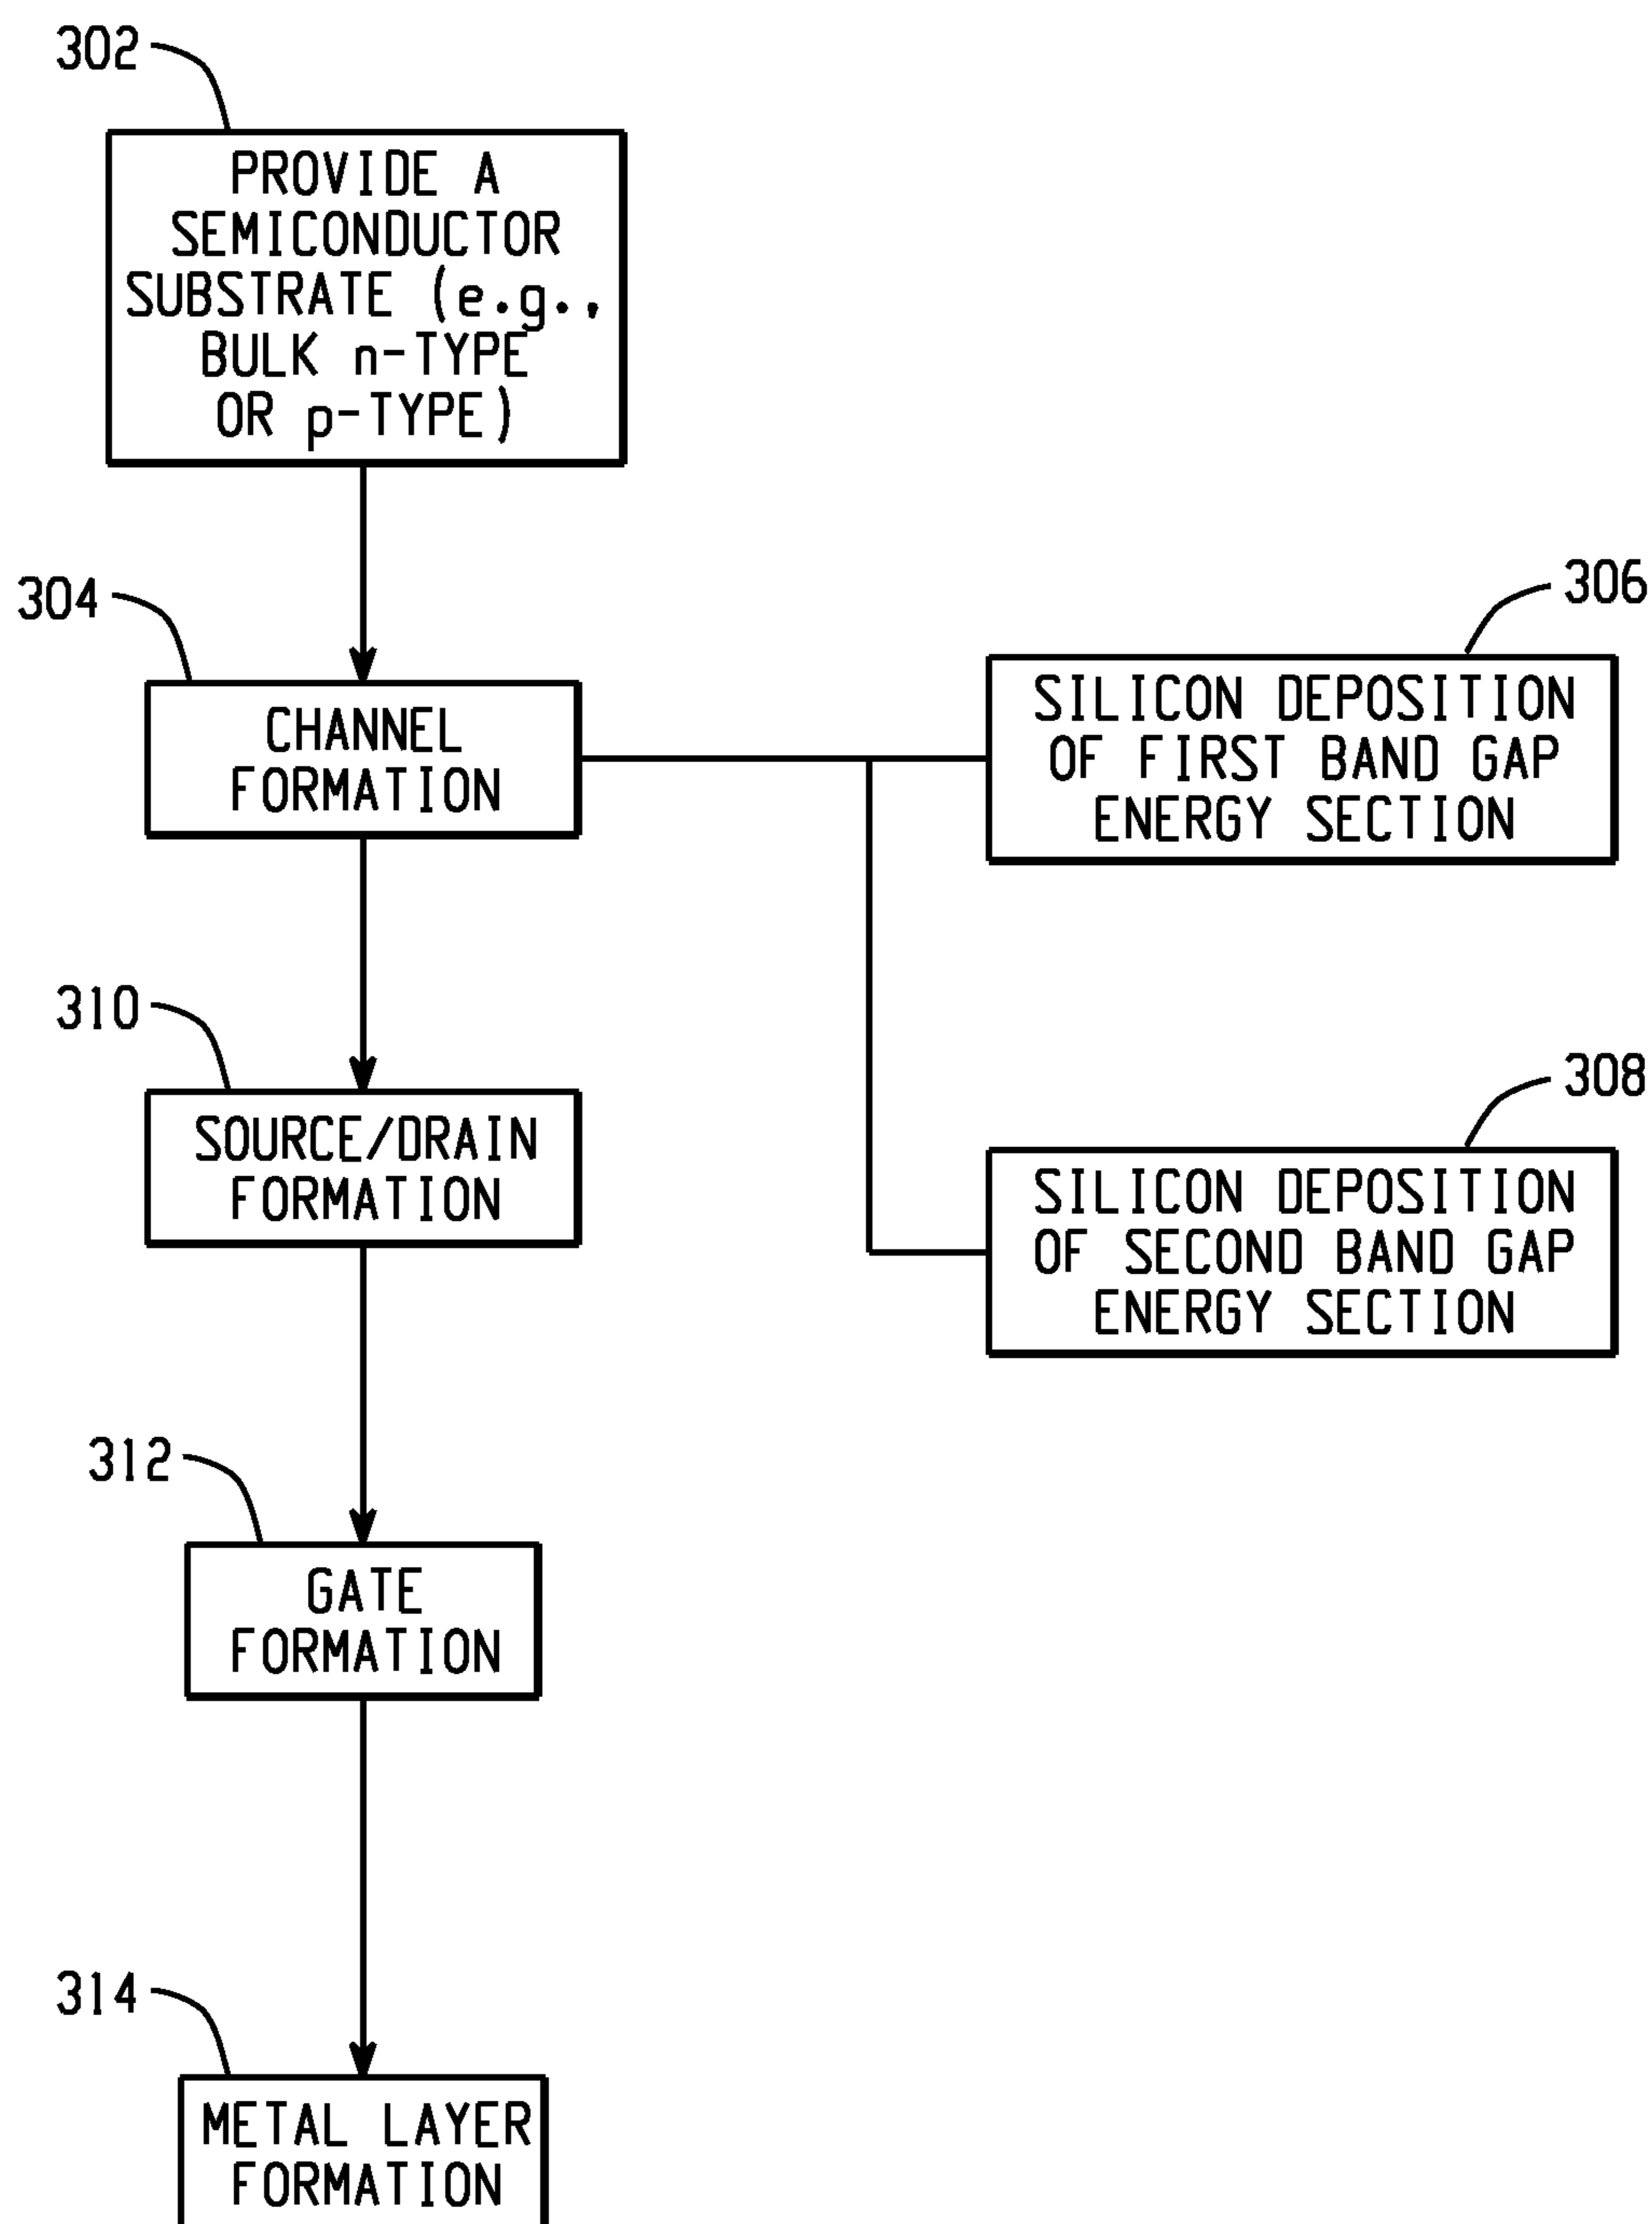 302
PROVIDE A
SEMICONDUCTOR
SUBSTRATE (e.g.,
BULK n-TYPE
OR p-TYPE)
304
CHANNEL
FORMATION
306
SILICON DEPOSITION
OF FIRST BAND GAP
ENERGY SECTION
308
SILICON DEPOSITION
OF SECOND BAND GAP
ENERGY SECTION
310
SOURCE/DRAIN
FORMATION
312
GATE
FORMATION
314
METAL LAYER
FORMATION